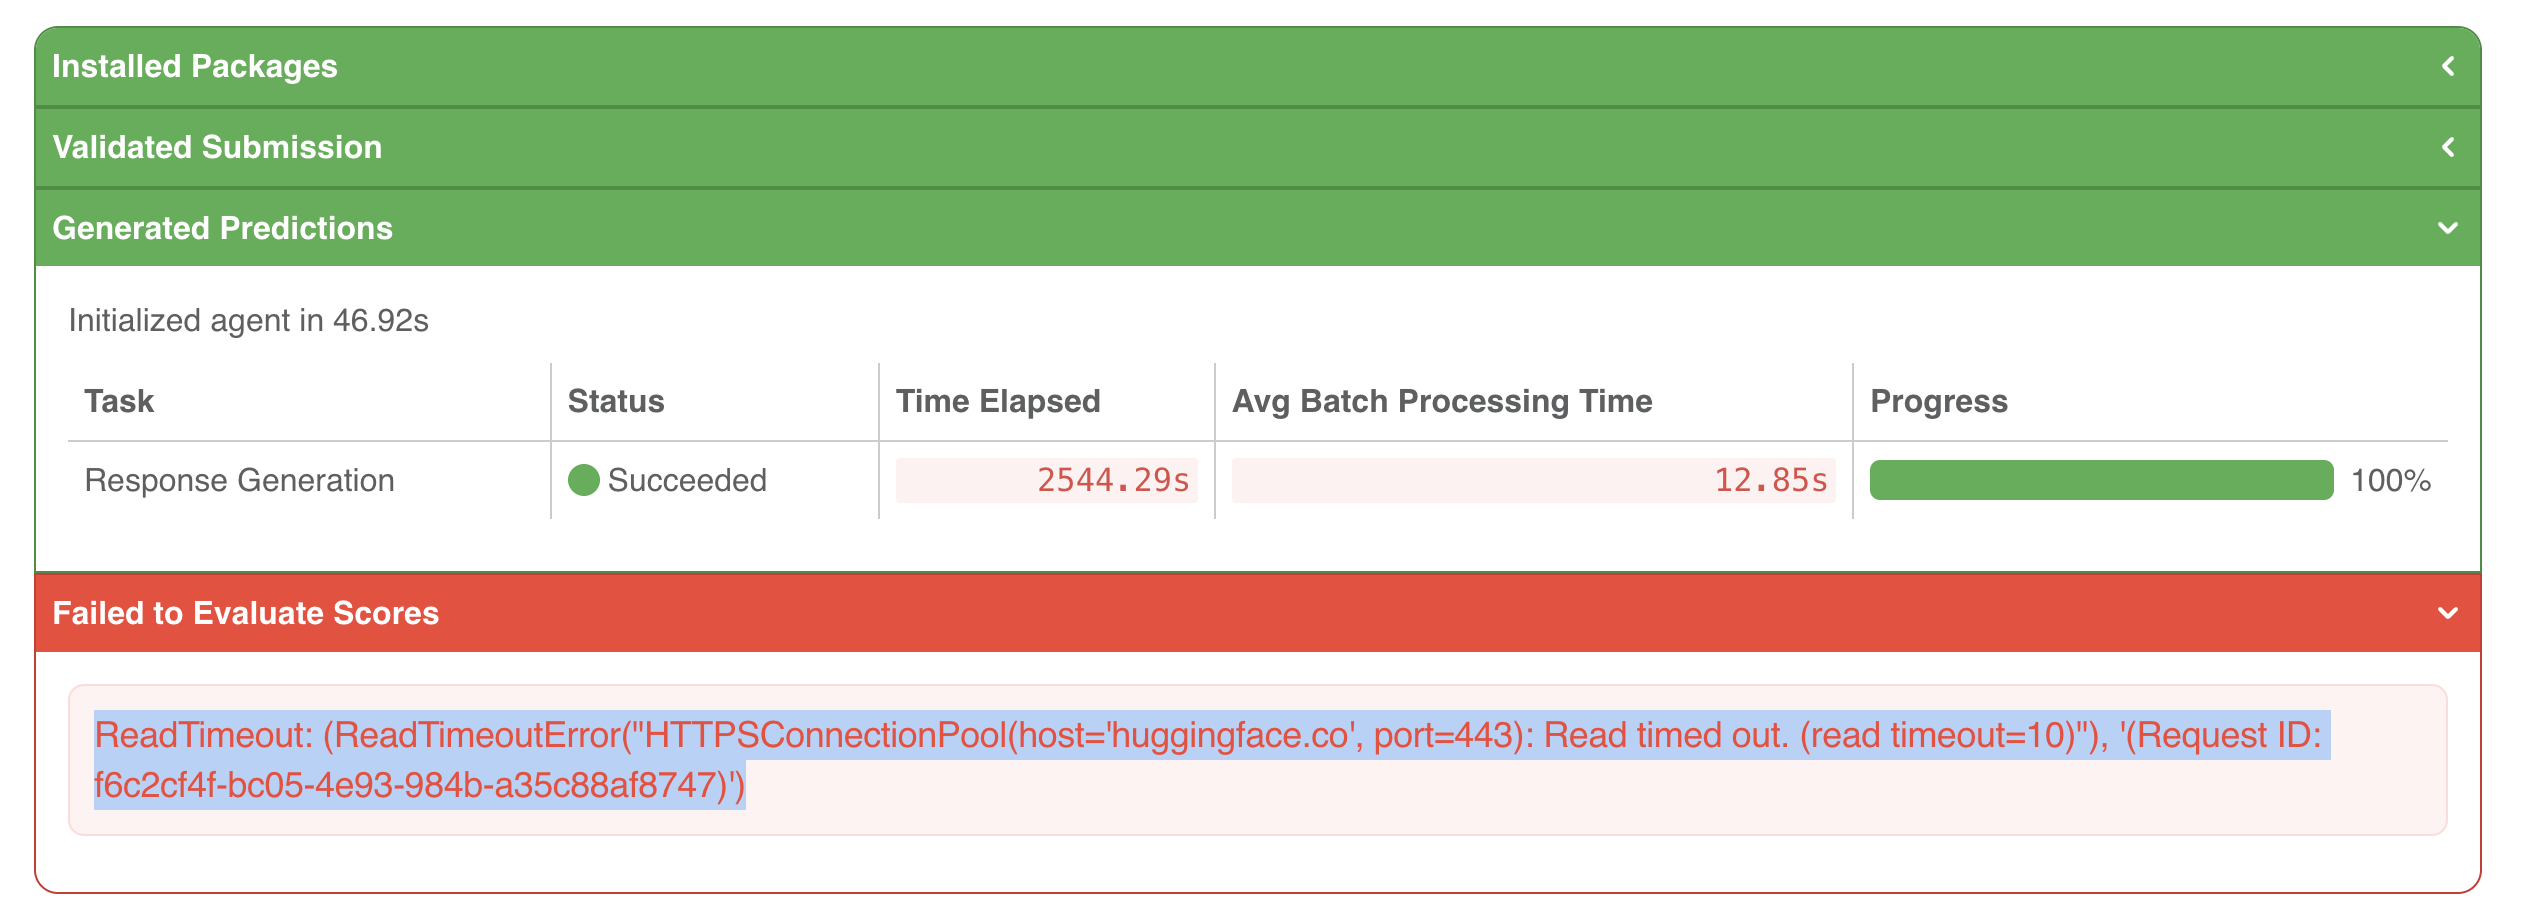 Installed Packages
Validated Submission
Generated Predictions
Initialized agent in 46.92s
Task Status Time Elapsed Avg Batch Processing Time Progress
Response Generation Succeeded 2544.29s 12.85s 100%
Failed to Evaluate Scores
ReadTimeout: (ReadTimeoutError("HTTPSConnectionPool(host='huggingface.co', port=443): Read timed out. (read timeout=10)"), '(Request ID:
f6c2cf4f-bc05-4e93-984b-a35c88af8747)')